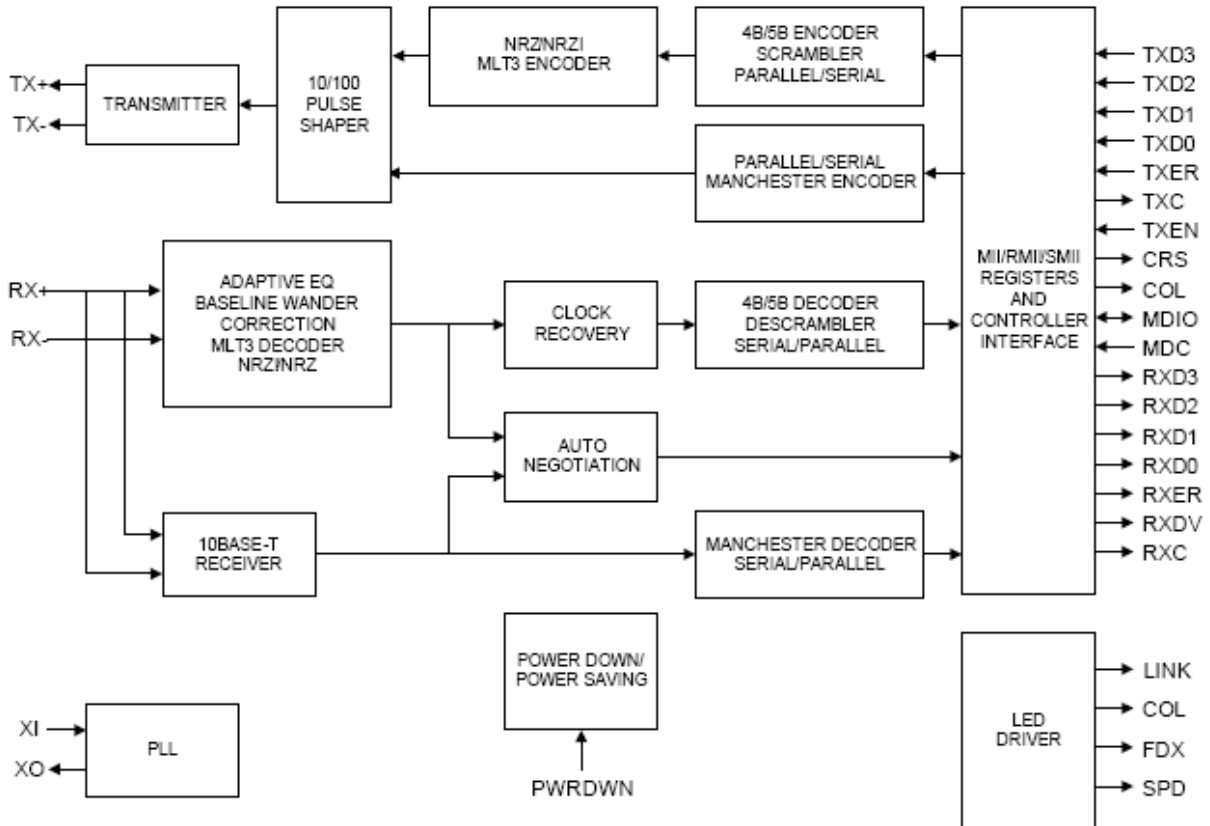 TX+
TX-
TRANSMITTER
10/100
PULSE
SHAPER
NRZ/NRZI
MLT3 ENCODER
4B/5B ENCODER
SCRAMBLER
PARALLEL/SERIAL
PARALLEL/SERIAL
MANCHESTER ENCODER
RX+
RX-
ADAPTIVE EQ
BASELINE WANDER
CORRECTION
MLT3 DECODER
NRZI/NRZ
CLOCK
RECOVERY
4B/5B DECODER
DESCRAMBLER
SERIAL/PARALLEL
AUTO
NEGOTIATION
10BASE-T
RECEIVER
MANCHESTER DECODER
SERIAL/PARALLEL
MII/RMI/SMII
REGISTERS
AND
CONTROLLER
INTERFACE
TXD3
TXD2
TXD1
TXD0
TXER
TXC
TXEN
CRS
COL
MDIO
MDC
RXD3
RXD2
RXD1
RXD0
RXER
RXDV
RXC
POWER DOWN/
POWER SAVING
PWRDWN
XI
XO
PLL
LED
DRIVER
LINK
COL
FDX
SPD